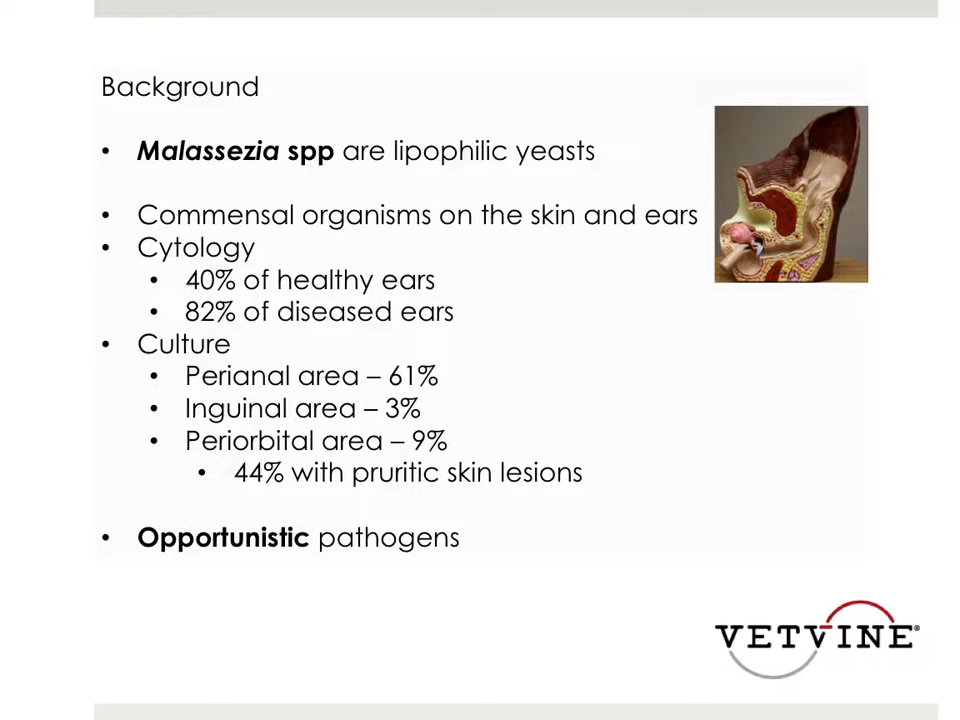 Background
• Malassezia spp are lipophilic yeasts
• Commensal organisms on the skin and ears
• Cytology
• 40% of healthy ears
• 82% of diseased ears
• Culture
• Perianal area – 61%
• Inguinal area – 3%
• Periorbital area – 9%
• 44% with pruritic skin lesions
• Opportunistic pathogens
VETVINE®